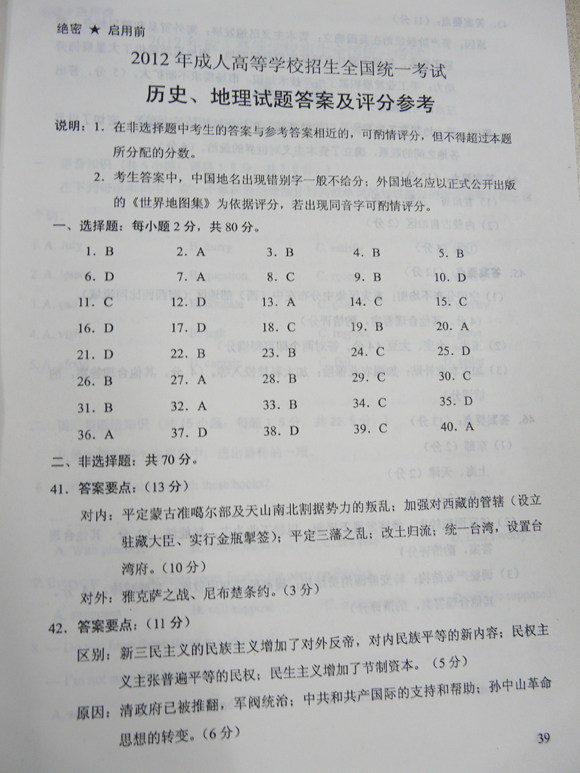 绝密 ★ 启用前
2012 年成人高等学校招生全国统一考试
历史、地理试题答案及评分参考
说明：1．在非选择题中考生的答案与参考答案相近的，可酌情评分，但不得超过本题
所分配的分数。
2．考生答案中，中国地名出现错别字一般不给分；外国地名应以正式公开出版
的《世界地图集》为依据评分，若出现同音字可酌情评分。
一、选择题：每小题 2 分，共 80 分。
1．B 2．A 3．B 4．B 5．B
6．D 7．A 8．C 9．B 10．D
11．C 12．D 13．A 14．C 15．C
16．D 17．D 18．C 19．B 20．A
21．D 22．B 23．B 24．C 25．D
26．B 27．A 28．B 29．C 30．C
31．B 32．A 33．B 34．C 35．D
36．A 37．D 38．D 39．C 40．A
二、非选择题：共 70 分。
41．答案要点：（13 分）
对内：平定蒙古准噶尔部及天山南北割据势力的叛乱；加强对西藏的管辖（设立
驻藏大臣、实行金瓶掣签）；平定三藩之乱；改土归流；统一台湾，设置台
湾府。（10 分）
对外：雅克萨之战、尼布楚条约。（3 分）
42．答案要点：（11 分）
区别：新三民主义的民族主义增加了对外反帝，对内民族平等的新内容；民权主
义主张普遍平等的民权；民生主义增加了节制资本。（5 分）
原因：清政府已被推翻，军阀统治；中共和共产国际的支持和帮助；孙中山革命
思想的转变。（6 分）
39